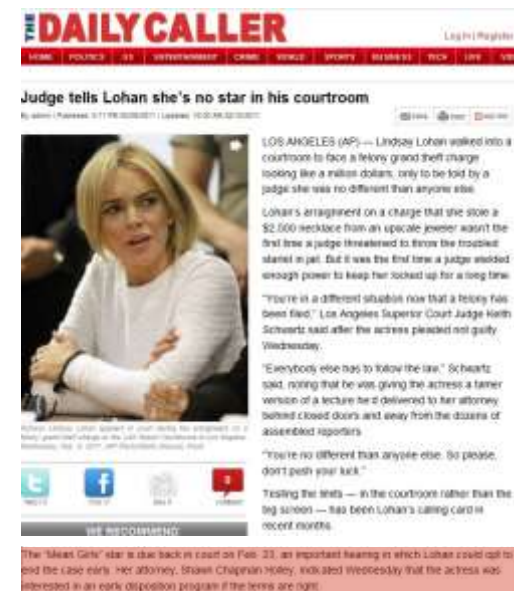 THE DAILY CALLER
Log In | Register
HOME POLITICS US ENTERTAINMENT CRIME WORLD SPORTS BUSINESS TECH
Judge tells Lohan she's no star in his courtroom
LOS ANGELES (AP) — Lindsay Lohan walked into a
courtroom to face a felony grand theft charge
looking like a million dollars, only to be told by a
judge she was no different than anyone else.
Lohan's arraignment on a charge that she stole a
$2,500 necklace from an upscale jeweler wasn't the
first time a judge threatened to throw the troubled
starlet in jail. But it was the first time a judge wielded
enough power to keep her locked up for a long time.
"You're in a different situation now that a felony has
been filed," Los Angeles Superior Court Judge Keith
Schwartz said after the actress pleaded not guilty
Wednesday.
"Everybody else has to follow the law," Schwartz
said, noting that he was giving the actress a tamer
version of a lecture he'd delivered to her attorney
behind closed doors and away from the dozens of
assembled reporters.
"You're no different than anyone else. So please,
don't push your luck."
Testing the limits — in the courtroom rather than the
big screen — has been Lohan's calling card in
recent months.
WE RECOMMEND
The "Mean Girls" star is due back in court on Feb. 23, an important hearing in which Lohan could opt to
end the case early. Her attorney, Shawn Chapman Holley, indicated Wednesday that the actress was
interested in an early disposition program if the terms are right.